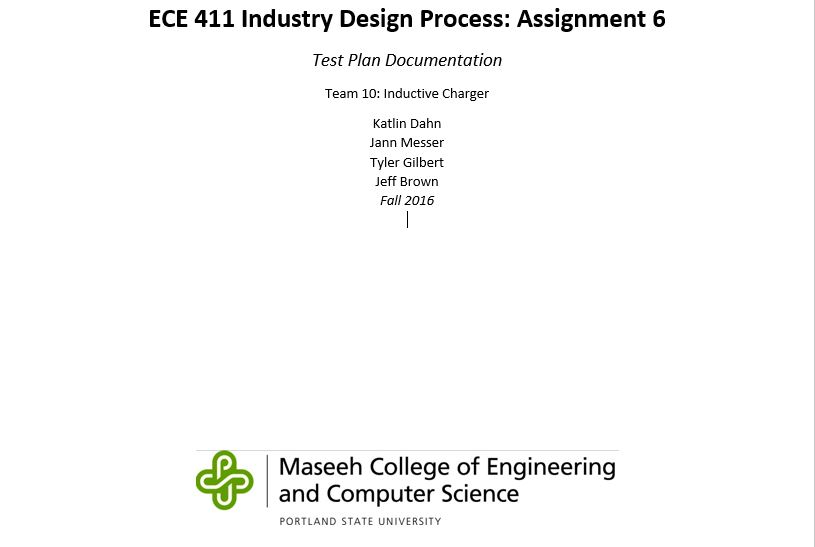 ECE 411 Industry Design Process: Assignment 6
Test Plan Documentation
Team 10: Inductive Charger
Katlin Dahn
Jann Messer
Tyler Gilbert
Jeff Brown
Fall 2016
Maseeh College of Engineering
and Computer Science
PORTLAND STATE UNIVERSITY